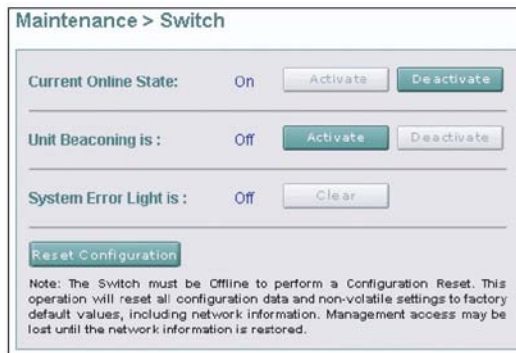 Maintenance > Switch
Current Online State: On Activate Deactivate
Unit Beaconing is : Off Activate Deactivate
System Error Light is : Off Clear
Reset Configuration
Note: The Switch must be Offline to perform a Configuration Reset. This
operation will reset all configuration data and non-volatile settings to factory
default values, including network information. Management access may be
lost until the network information is restored.